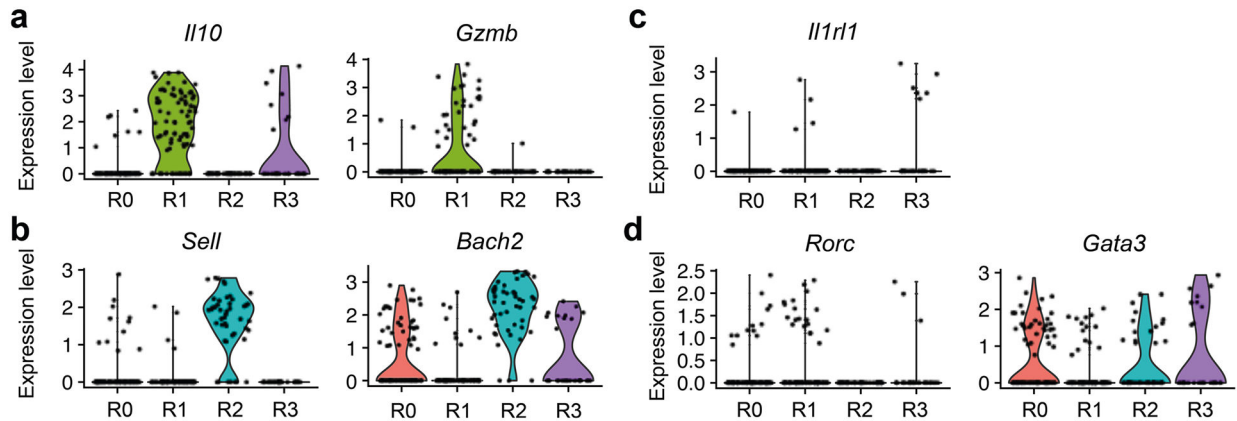 a
Il10
Gzmb
Expression level
4
3
2
1
0
R0 R1 R2 R3
4
3
2
1
0
R0 R1 R2 R3
c
Il1rl1
Expression level
3
2
1
0
R0 R1 R2 R3
b
Sell
Bach2
Expression level
3
2
1
0
R0 R1 R2 R3
3
2
1
0
R0 R1 R2 R3
d
Rorc
Gata3
Expression level
2.5
2.0
1.5
1.0
0.5
0.0
R0 R1 R2 R3
3
2
1
0
R0 R1 R2 R3